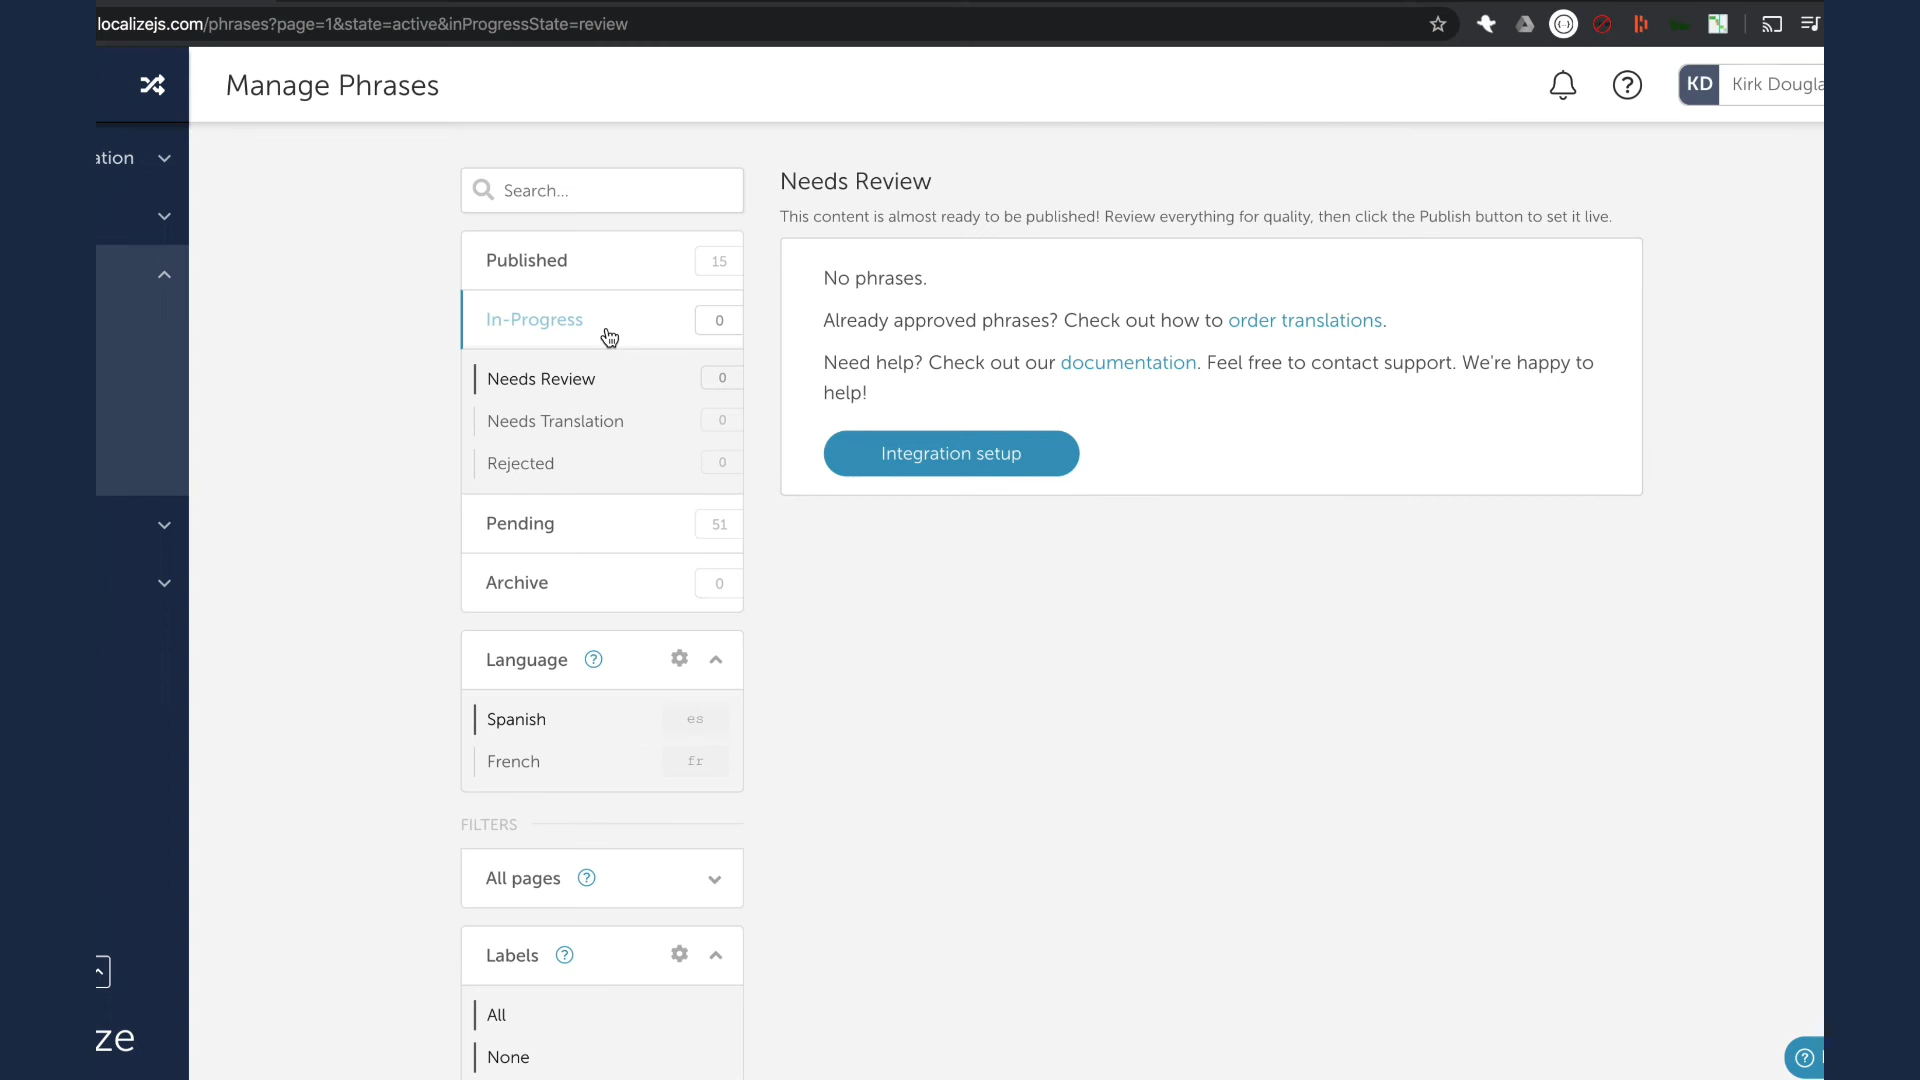 localizejs.com/phrases?page=1&state=active&inProgressState=review
Manage Phrases
KD
Kirk Dougla
ation
Search...
Published
15
In-Progress
0
Needs Review
0
Needs Translation
0
Rejected
0
Pending
51
Archive
0
Language
Spanish
es
French
fr
FILTERS
All pages
Labels
All
None
Needs Review
This content is almost ready to be published! Review everything for quality, then click the Publish button to set it live.
No phrases.
Already approved phrases? Check out how to order translations.
Need help? Check out our documentation. Feel free to contact support. We're happy to
help!
Integration setup
ze